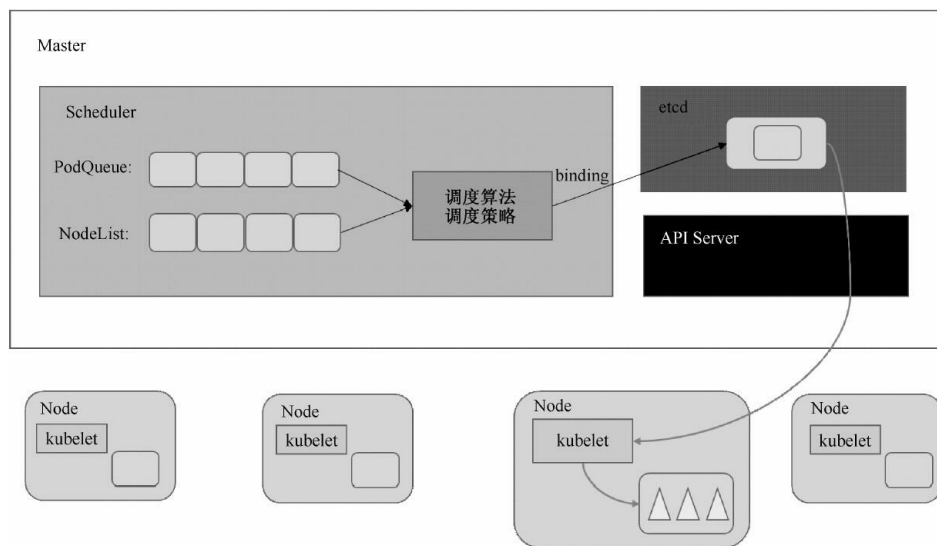 Master
Scheduler
etcd
PodQueue:
binding
调度算法
调度策略
NodeList:
API Server
Node
kubelet
Node
kubelet
Node
kubelet
Node
kubelet